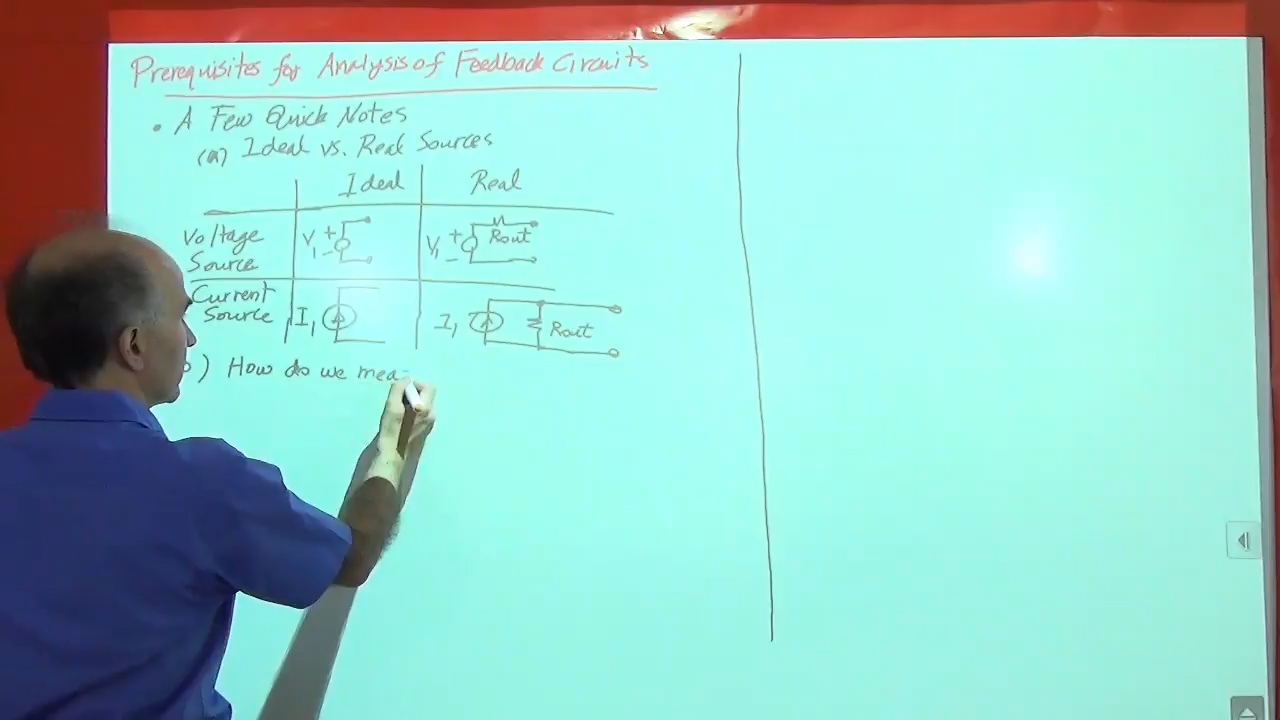 Prerequisites for Analysis of Feedback Circuits
• A Few Quick Notes
(a) Ideal vs. Real Sources
Ideal Real
Voltage Source V1 + - V1 + - Rout
Current Source I1 I1 Rout
b) How do we mea